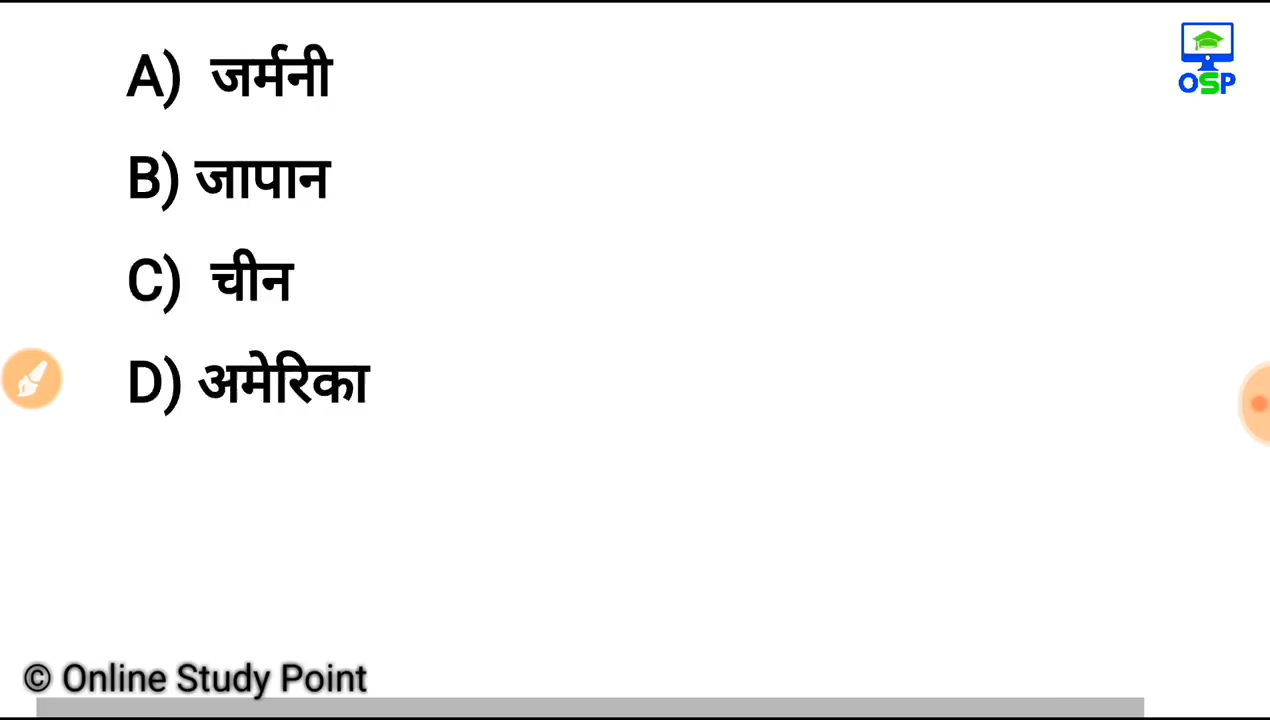 A) जर्मनी
OSP
B) जापान
C) चीन
D) अमेरिका
© Online Study Point